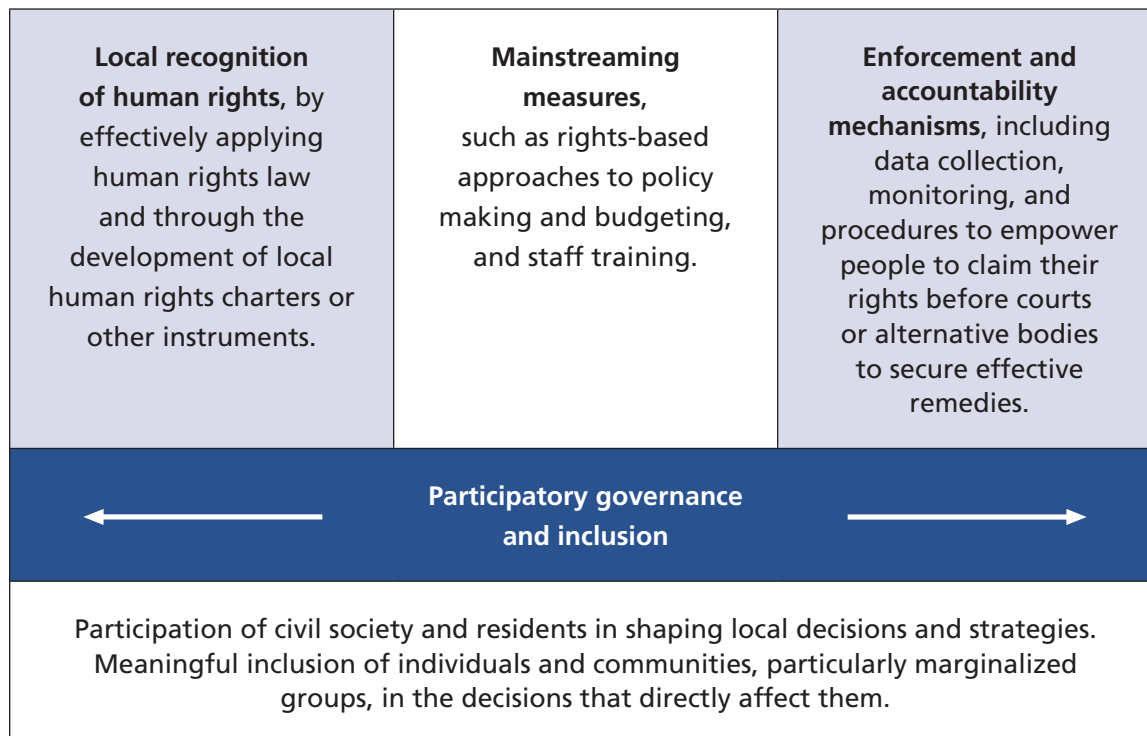 Local recognition
of human rights, by
effectively applying
human rights law
and through the
development of local
human rights charters or
other instruments.
Mainstreaming
measures,
such as rights-based
approaches to policy
making and budgeting,
and staff training.
Enforcement and
accountability
mechanisms, including
data collection,
monitoring, and
procedures to empower
people to claim their
rights before courts
or alternative bodies
to secure effective
remedies.
Participatory governance
and inclusion
Participation of civil society and residents in shaping local decisions and strategies.
Meaningful inclusion of individuals and communities, particularly marginalized
groups, in the decisions that directly affect them.